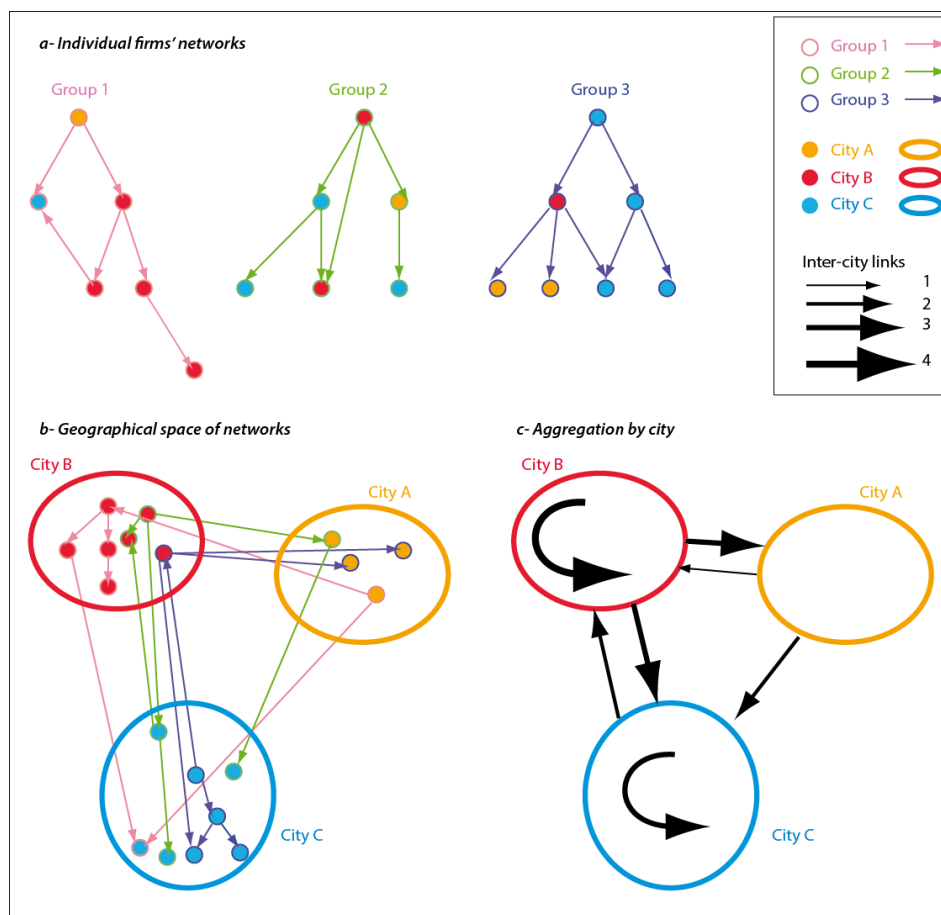 a- Individual firms' networks
Group 1
Group 2
Group 3
Group 1
Group 2
Group 3
City A
City B
City C
Inter-city links
1
2
3
4
b- Geographical space of networks
City B
City A
City C
c- Aggregation by city
City B
City A
City C